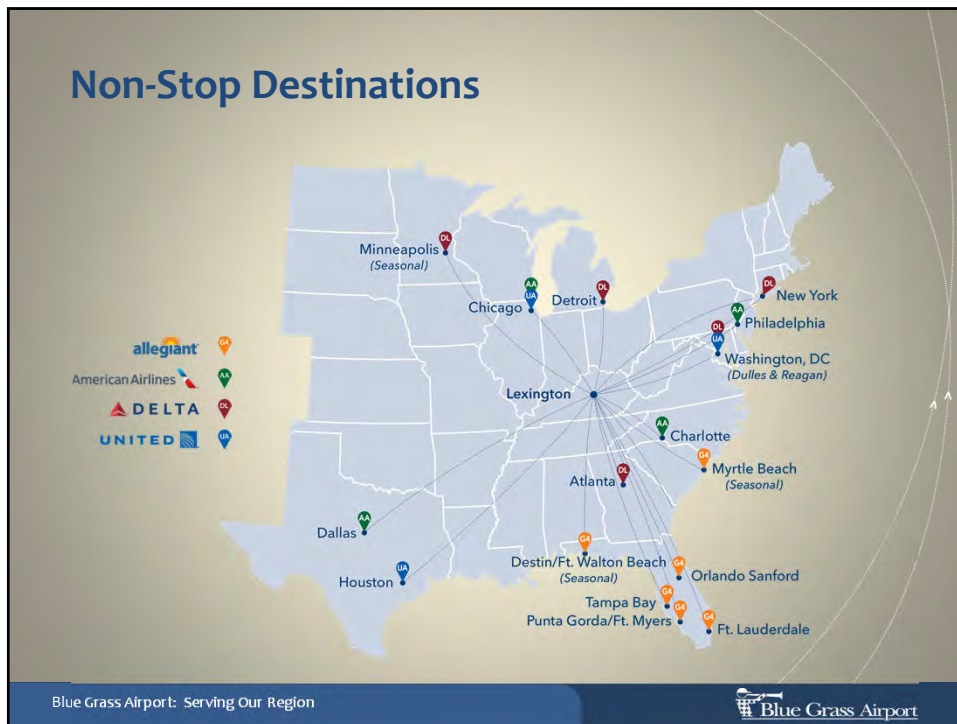 Non-Stop Destinations
Minneapolis
(Seasonal)
DL
AA
UA
Chicago
Detroit
DL
DL
New York
AA
Philadelphia
DL
UA
Washington, DC
(Dulles & Reagan)
allegiant
G4
American Airlines
AA
DELTA
DL
UNITED
UA
Lexington
AA
Charlotte
G4
Myrtle Beach
(Seasonal)
Atlanta
DL
AA
Dallas
G4
Destin/Ft. Walton Beach
(Seasonal)
G4
Orlando Sanford
UA
Houston
G4
Tampa Bay
G4
Punta Gorda/Ft. Myers
G4
Ft. Lauderdale
Blue Grass Airport: Serving Our Region
Blue Grass Airport